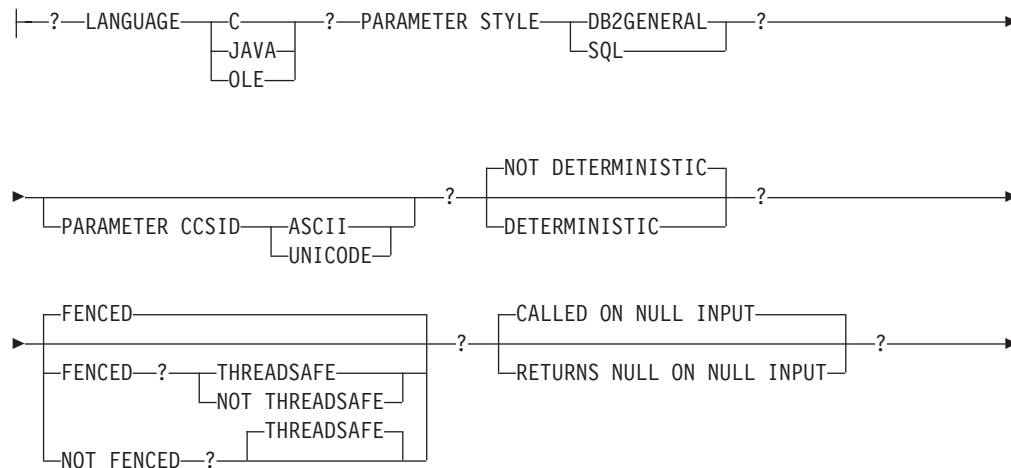 ? LANGUAGE C ? PARAMETER STYLE DB2GENERAL ?
JAVA SQL
OLE
NOT DETERMINISTIC
? ?
PARAMETER CCSID ASCII DETERMINISTIC
UNICODE
FENCED CALLED ON NULL INPUT
? ?
FENCED ? THREADSAFE RETURNS NULL ON NULL INPUT
NOT THREADSAFE
THREADSAFE
NOT FENCED ?